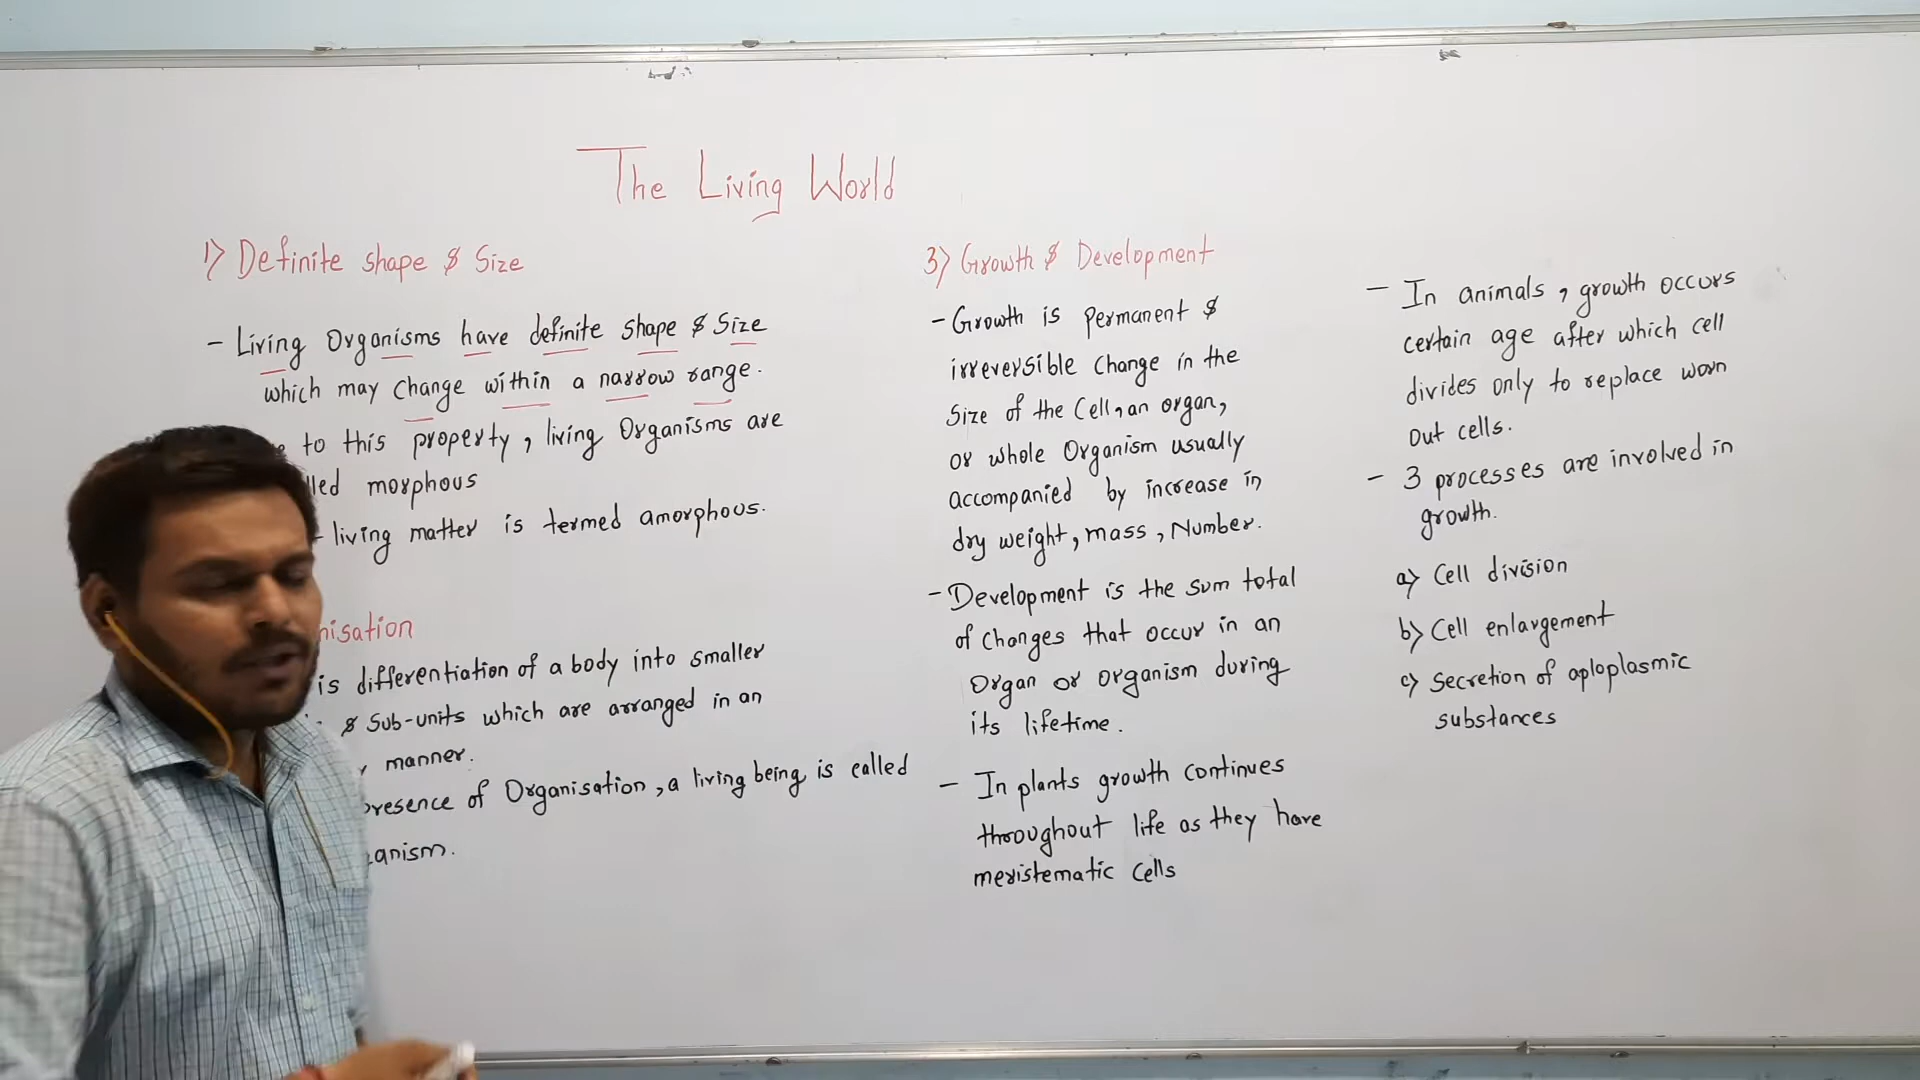 The Living World
1) Definite shape & Size
- Living Organisms have definite shape & Size
which may change within a narrow range.
to this property, living Organisms are
lled morphous
- living matter is termed amorphous.
nisation
is differentiation of a body into smaller
& Sub-units which are arranged in an
manner.
presence of Organisation, a living being is called
anism.
3) Growth & Development
- Growth is permanent &
irreversible change in the
Size of the Cell, an organ,
or whole Organism usually
accompanied by increase in
dry weight, mass, Number.
- Development is the sum total
of changes that occur in an
Organ or organism during
its lifetime.
- In plants growth continues
throughout life as they have
meristematic cells
- In animals, growth occurs
certain age after which cell
divides only to replace worn
out cells.
- 3 processes are involved in
growth.
a) Cell division
b) Cell enlargement
c) Secretion of aploplasmic
substances